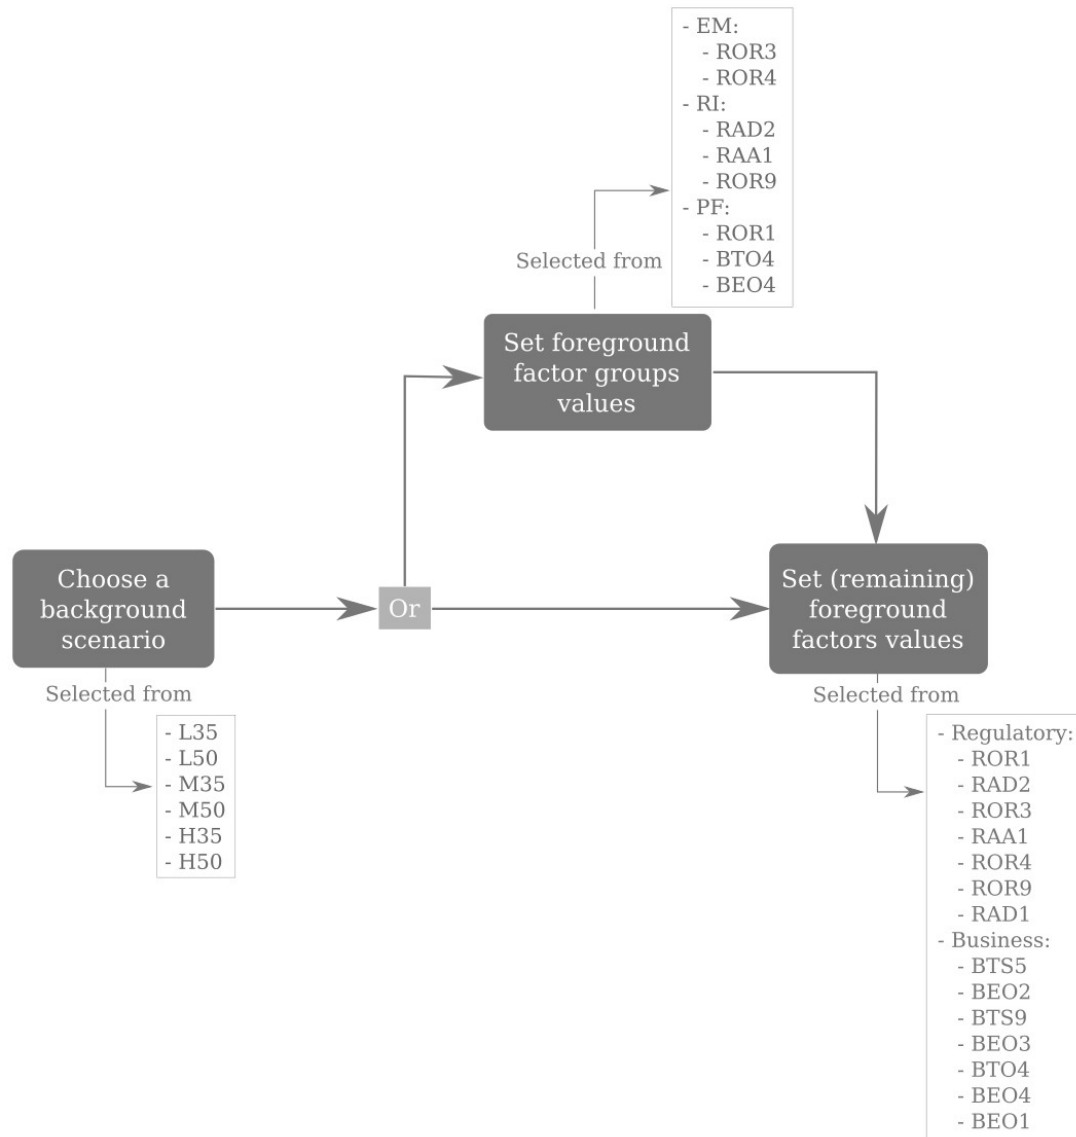 - EM:
- ROR3
- ROR4
- RI:
- RAD2
- RAA1
- ROR9
- PF:
- ROR1
- BTO4
- BEO4
Selected from
Set foreground
factor groups
values
Choose a
background
scenario
Or
Set (remaining)
foreground
factors values
Selected from
- L35
- L50
- M35
- M50
- H35
- H50
Selected from
- Regulatory:
- ROR1
- RAD2
- ROR3
- RAA1
- ROR4
- ROR9
- RAD1
- Business:
- BTS5
- BEO2
- BTS9
- BEO3
- BTO4
- BEO4
- BEO1